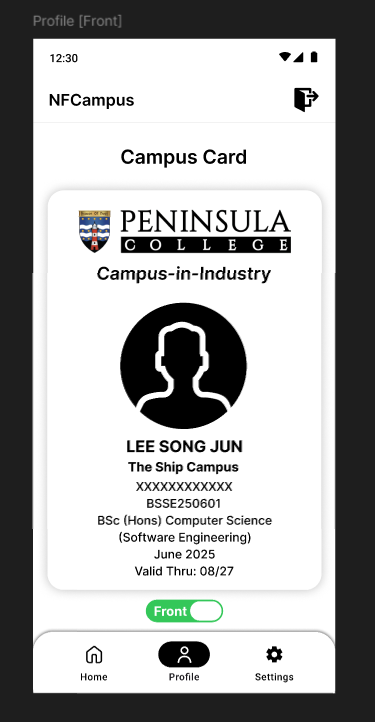 Profile [Front]
12:30
NFCampus
Campus Card
PENINSULA
COLLEGE
Campus-in-Industry
LEE SONG JUN
The Ship Campus
XXXXXXXXXXXX
BSSE250601
BSc (Hons) Computer Science
(Software Engineering)
June 2025
Valid Thru: 08/27
Front
Home
Profile
Settings